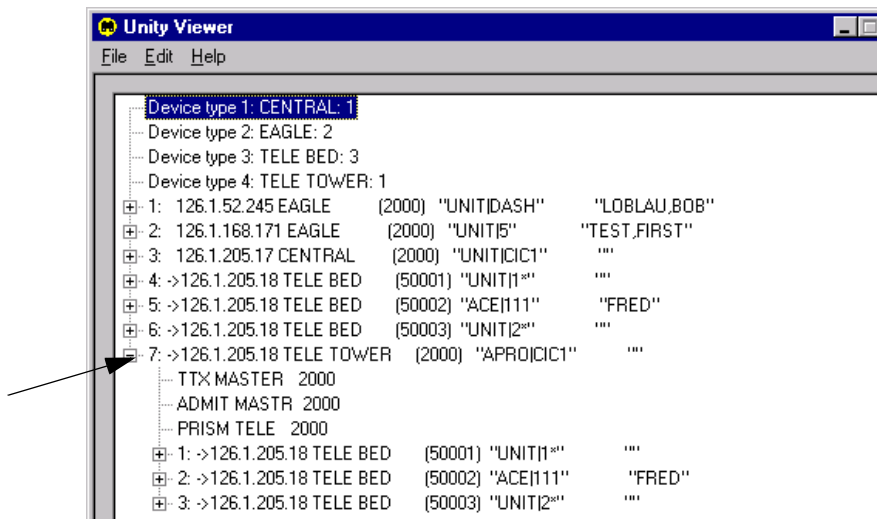 Unity Viewer
File Edit Help
Device type 1: CENTRAL: 1
Device type 2: EAGLE: 2
Device type 3: TELE BED: 3
Device type 4: TELE TOWER: 1
1: 126.1.52.245 EAGLE (2000) "UNIT|DASH" "LOBLAU,BOB"
2: 126.1.168.171 EAGLE (2000) "UNIT|5" "TEST,FIRST"
3: 126.1.205.17 CENTRAL (2000) "UNIT|CIC1" ""
4: ->126.1.205.18 TELE BED (50001) "UNIT|1*" ""
5: ->126.1.205.18 TELE BED (50002) "ACE|111" "FRED"
6: ->126.1.205.18 TELE BED (50003) "UNIT|2*" ""
7: ->126.1.205.18 TELE TOWER (2000) "APRO|CIC1" ""
TTX MASTER 2000
ADMIT MASTR 2000
PRISM TELE 2000
1: ->126.1.205.18 TELE BED (50001) "UNIT|1*" ""
2: ->126.1.205.18 TELE BED (50002) "ACE|111" "FRED"
3: ->126.1.205.18 TELE BED (50003) "UNIT|2*" ""